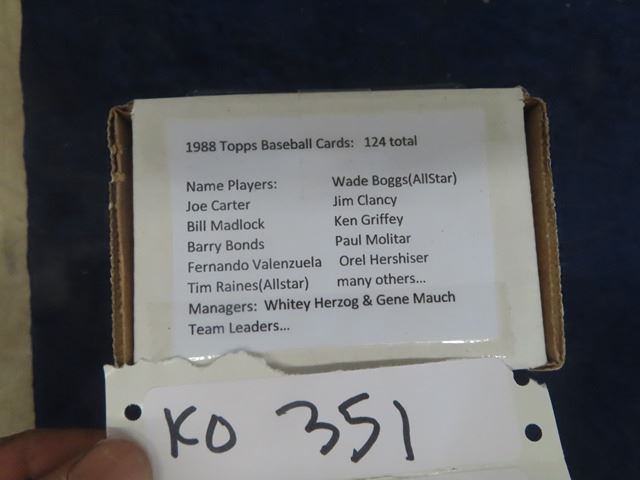 1988 Topps Baseball Cards: 124 total
Name Players: Wade Boggs(AllStar)
Joe Carter Jim Clancy
Bill Madlock Ken Griffey
Barry Bonds Paul Molitar
Fernando Valenzuela Orel Hershiser
Tim Raines(Allstar) many others...
Managers: Whitey Herzog & Gene Mauch
Team Leaders...
KO 351